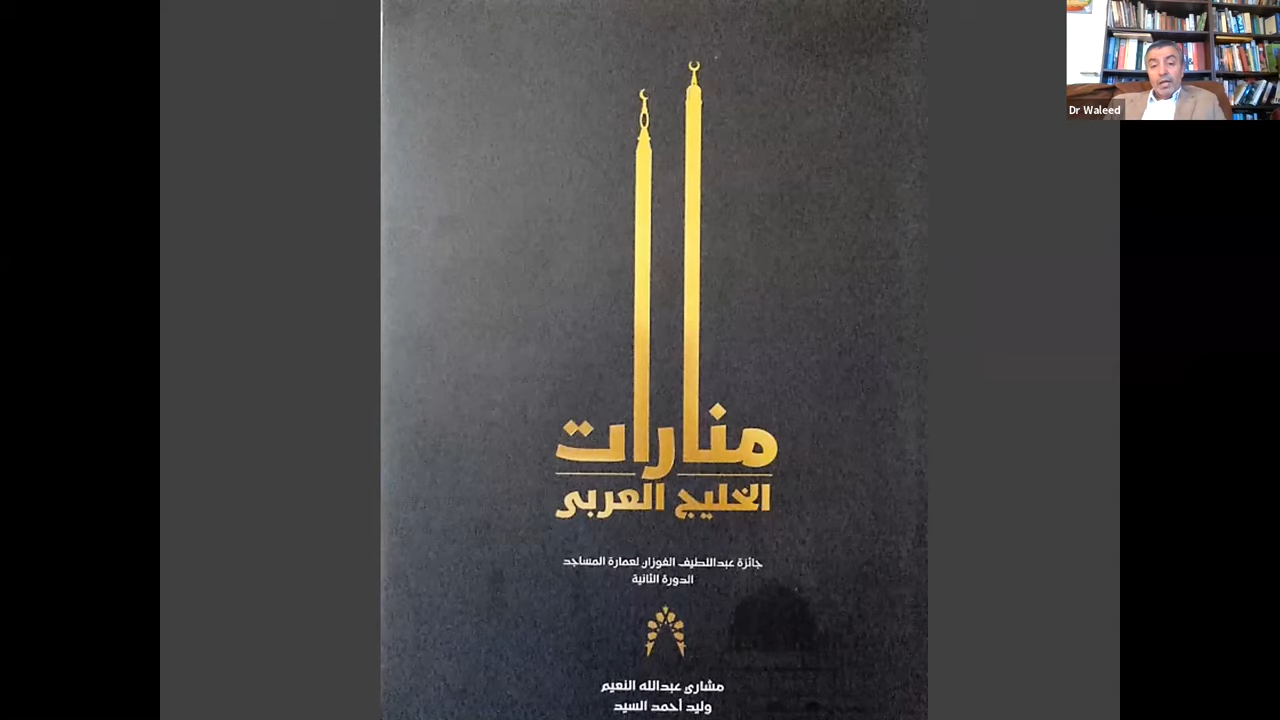 منارات
الخليج العربي
جائزة عبداللطيف الفوزان لعمارة المساجد
الدورة الثانية
مشاري عبدالله النعيم
وليد أحمد السيد
Dr Waleed